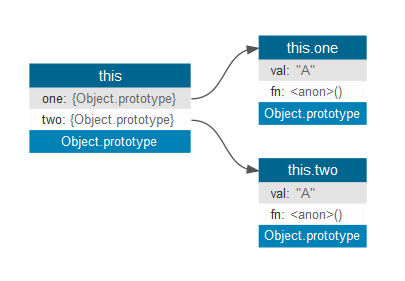 this
one: {Object.prototype}
two: {Object.prototype}
Object.prototype
this.one
val: "A"
fn: <anon>()
Object.prototype
this.two
val: "A"
fn: <anon>()
Object.prototype